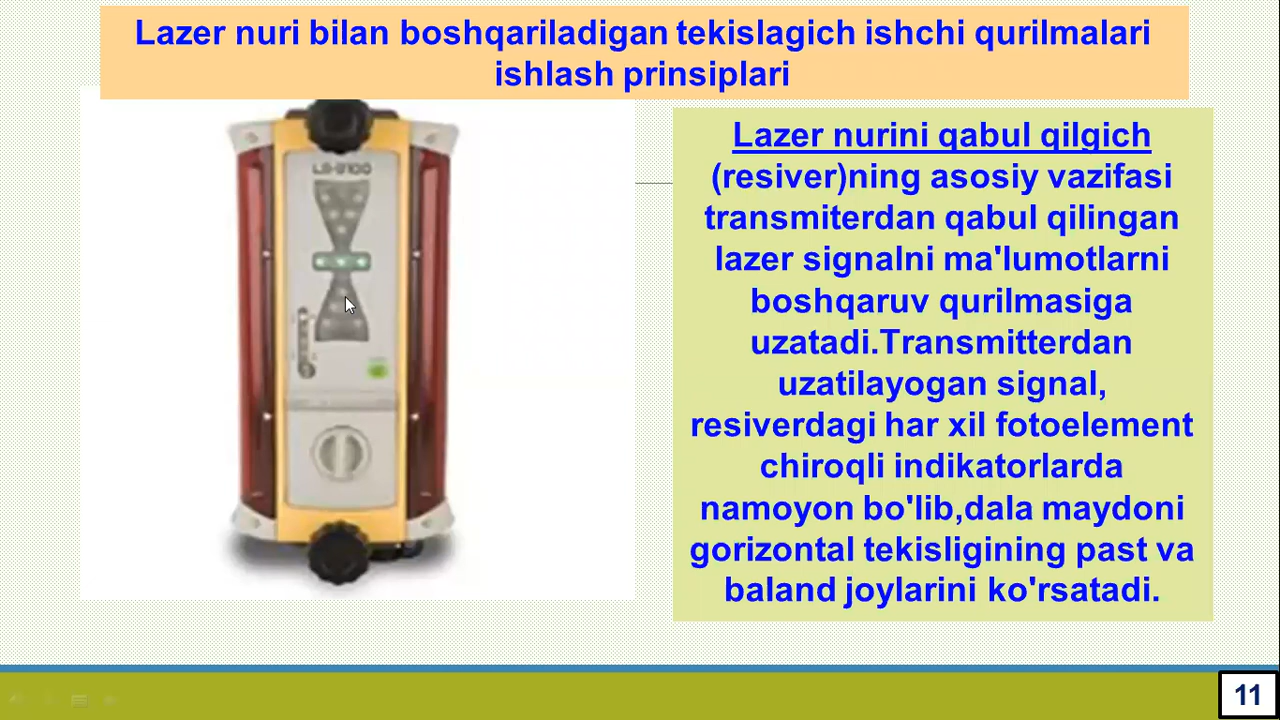 Lazer nuri bilan boshqariladigan tekislagich ishchi qurilmalari
ishlash prinsiplari
Lazer nurini qabul qilgich
(resiver)ning asosiy vazifasi
transmiterdan qabul qilingan
lazer signalni ma'lumotlarni
boshqaruv qurilmasiga
uzatadi.Transmitterdan
uzatilayogan signal,
resiverdagi har xil fotoelement
chiroqli indikatorlarda
namoyon bo'lib,dala maydoni
gorizontal tekisligining past va
baland joylarini ko'rsatadi.
11